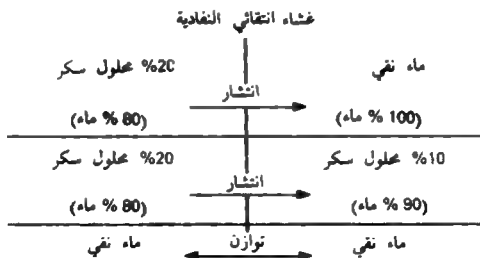 غشاء انتقائي النفادية
ماء نقي
20% محلول سكر
انتشار
(100 % ماء)
(80 % ماء)
10% محلول سكر
20% محلول سكر
انتشار
(90 % ماء)
(80 % ماء)
ماء نقي
توازن
ماء نقي